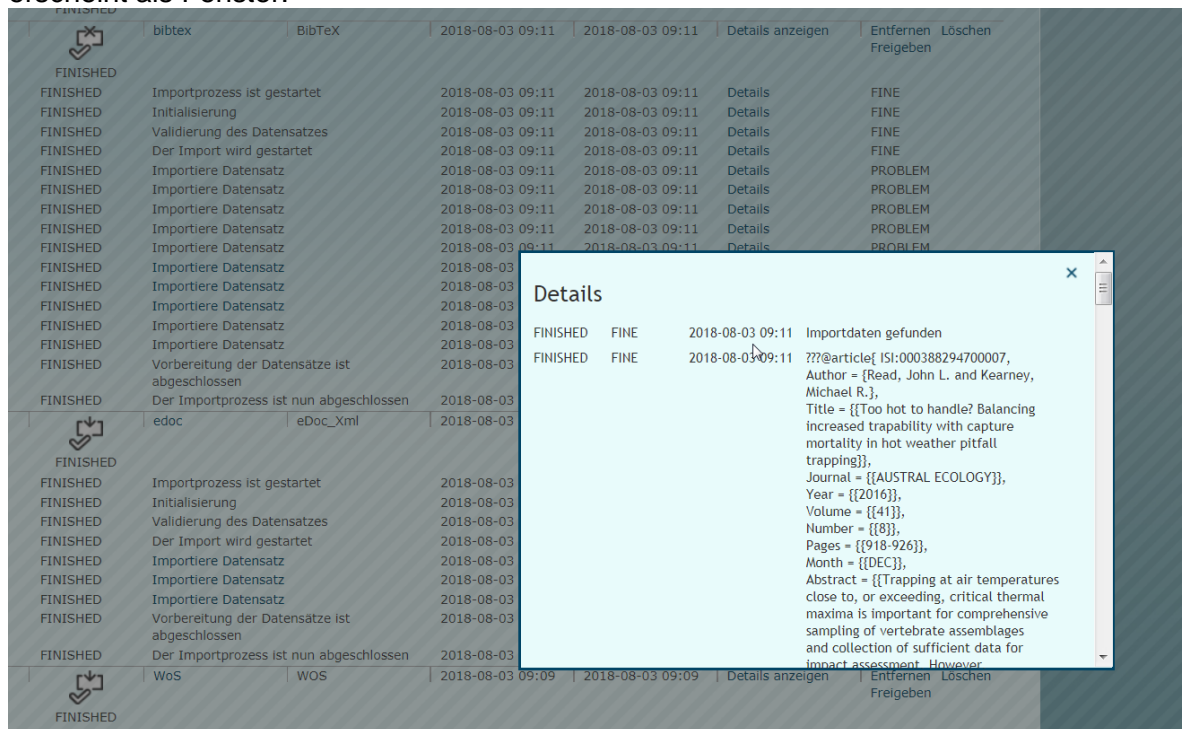 erscheint als Fenster.
FINISHED
bibtex BibTeX 2018-08-03 09:11 2018-08-03 09:11 Details anzeigen Entfernen Löschen
Freigeben
FINISHED
FINISHED Importprozess ist gestartet 2018-08-03 09:11 2018-08-03 09:11 Details FINE
FINISHED Initialisierung 2018-08-03 09:11 2018-08-03 09:11 Details FINE
FINISHED Validierung des Datensatzes 2018-08-03 09:11 2018-08-03 09:11 Details FINE
FINISHED Der Import wird gestartet 2018-08-03 09:11 2018-08-03 09:11 Details FINE
FINISHED Importiere Datensatz 2018-08-03 09:11 2018-08-03 09:11 Details PROBLEM
FINISHED Importiere Datensatz 2018-08-03 09:11 2018-08-03 09:11 Details PROBLEM
FINISHED Importiere Datensatz 2018-08-03 09:11 2018-08-03 09:11 Details PROBLEM
FINISHED Importiere Datensatz 2018-08-03 09:11 2018-08-03 09:11 Details PROBLEM
FINISHED Importiere Datensatz 2018-08-03 09:11 2018-08-03 09:11 Details PROBLEM
FINISHED Importiere Datensatz 2018-08-03
FINISHED Importiere Datensatz 2018-08-03
FINISHED Importiere Datensatz 2018-08-03
FINISHED Importiere Datensatz 2018-08-03
FINISHED Importiere Datensatz 2018-08-03
FINISHED Vorbereitung der Datensätze ist 2018-08-03
abgeschlossen
FINISHED Der Importprozess ist nun abgeschlossen 2018-08-03
edoc eDoc_Xml 2018-08-03
FINISHED
FINISHED Importprozess ist gestartet 2018-08-03
FINISHED Initialisierung 2018-08-03
FINISHED Validierung des Datensatzes 2018-08-03
FINISHED Der Import wird gestartet 2018-08-03
FINISHED Importiere Datensatz 2018-08-03
FINISHED Importiere Datensatz 2018-08-03
FINISHED Importiere Datensatz 2018-08-03
FINISHED Vorbereitung der Datensätze ist 2018-08-03
abgeschlossen
FINISHED Der Importprozess ist nun abgeschlossen 2018-08-03
Details
FINISHED FINE 2018-08-03 09:11 Importdaten gefunden
FINISHED FINE 2018-08-03 09:11 ???@article{ ISI:000388294700007,
Author = {Read, John L. and Kearney,
Michael R.},
Title = {{Too hot to handle? Balancing
increased trapability with capture
mortality in hot weather pitfall
trapping}},
Journal = {{AUSTRAL ECOLOGY}},
Year = {{2016}},
Volume = {{41}},
Number = {{8}},
Pages = {{918-926}},
Month = {{DEC}},
Abstract = {{Trapping at air temperatures
close to, or exceeding, critical thermal
maxima is important for comprehensive
sampling of vertebrate assemblages
and collection of sufficient data for
impact assessment. However
WoS WOS 2018-08-03 09:09 2018-08-03 09:09 Details anzeigen Entfernen Löschen
Freigeben
FINISHED